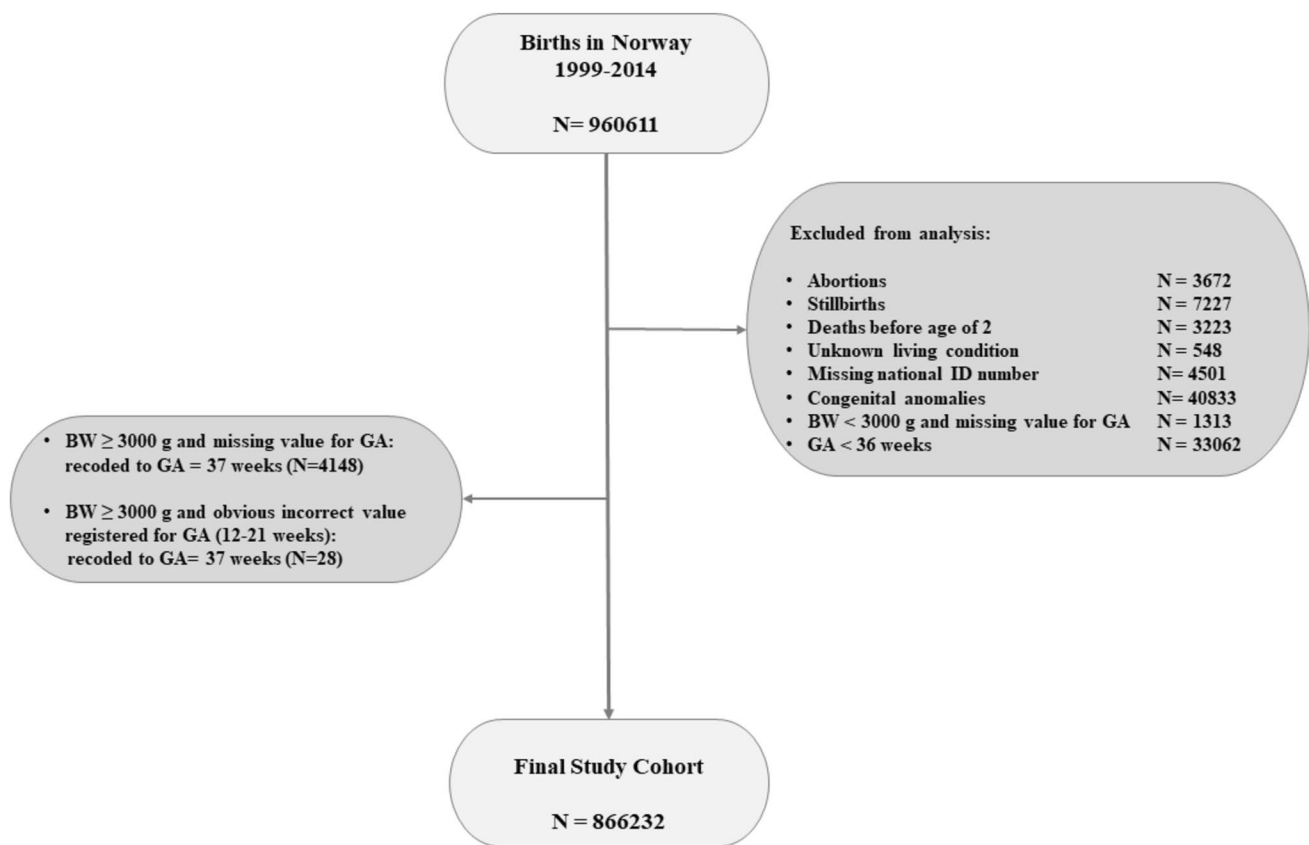 Births in Norway
1999-2014
N= 960611
Excluded from analysis:
• Abortions N = 3672
• Stillbirths N = 7227
• Deaths before age of 2 N = 3223
• Unknown living condition N = 548
• Missing national ID number N= 4501
• Congenital anomalies N= 40833
• BW < 3000 g and missing value for GA N = 1313
• GA < 36 weeks N = 33062
• BW ≥ 3000 g and missing value for GA:
recoded to GA = 37 weeks (N=4148)
• BW ≥ 3000 g and obvious incorrect value
registered for GA (12-21 weeks):
recoded to GA= 37 weeks (N=28)
Final Study Cohort
N = 866232